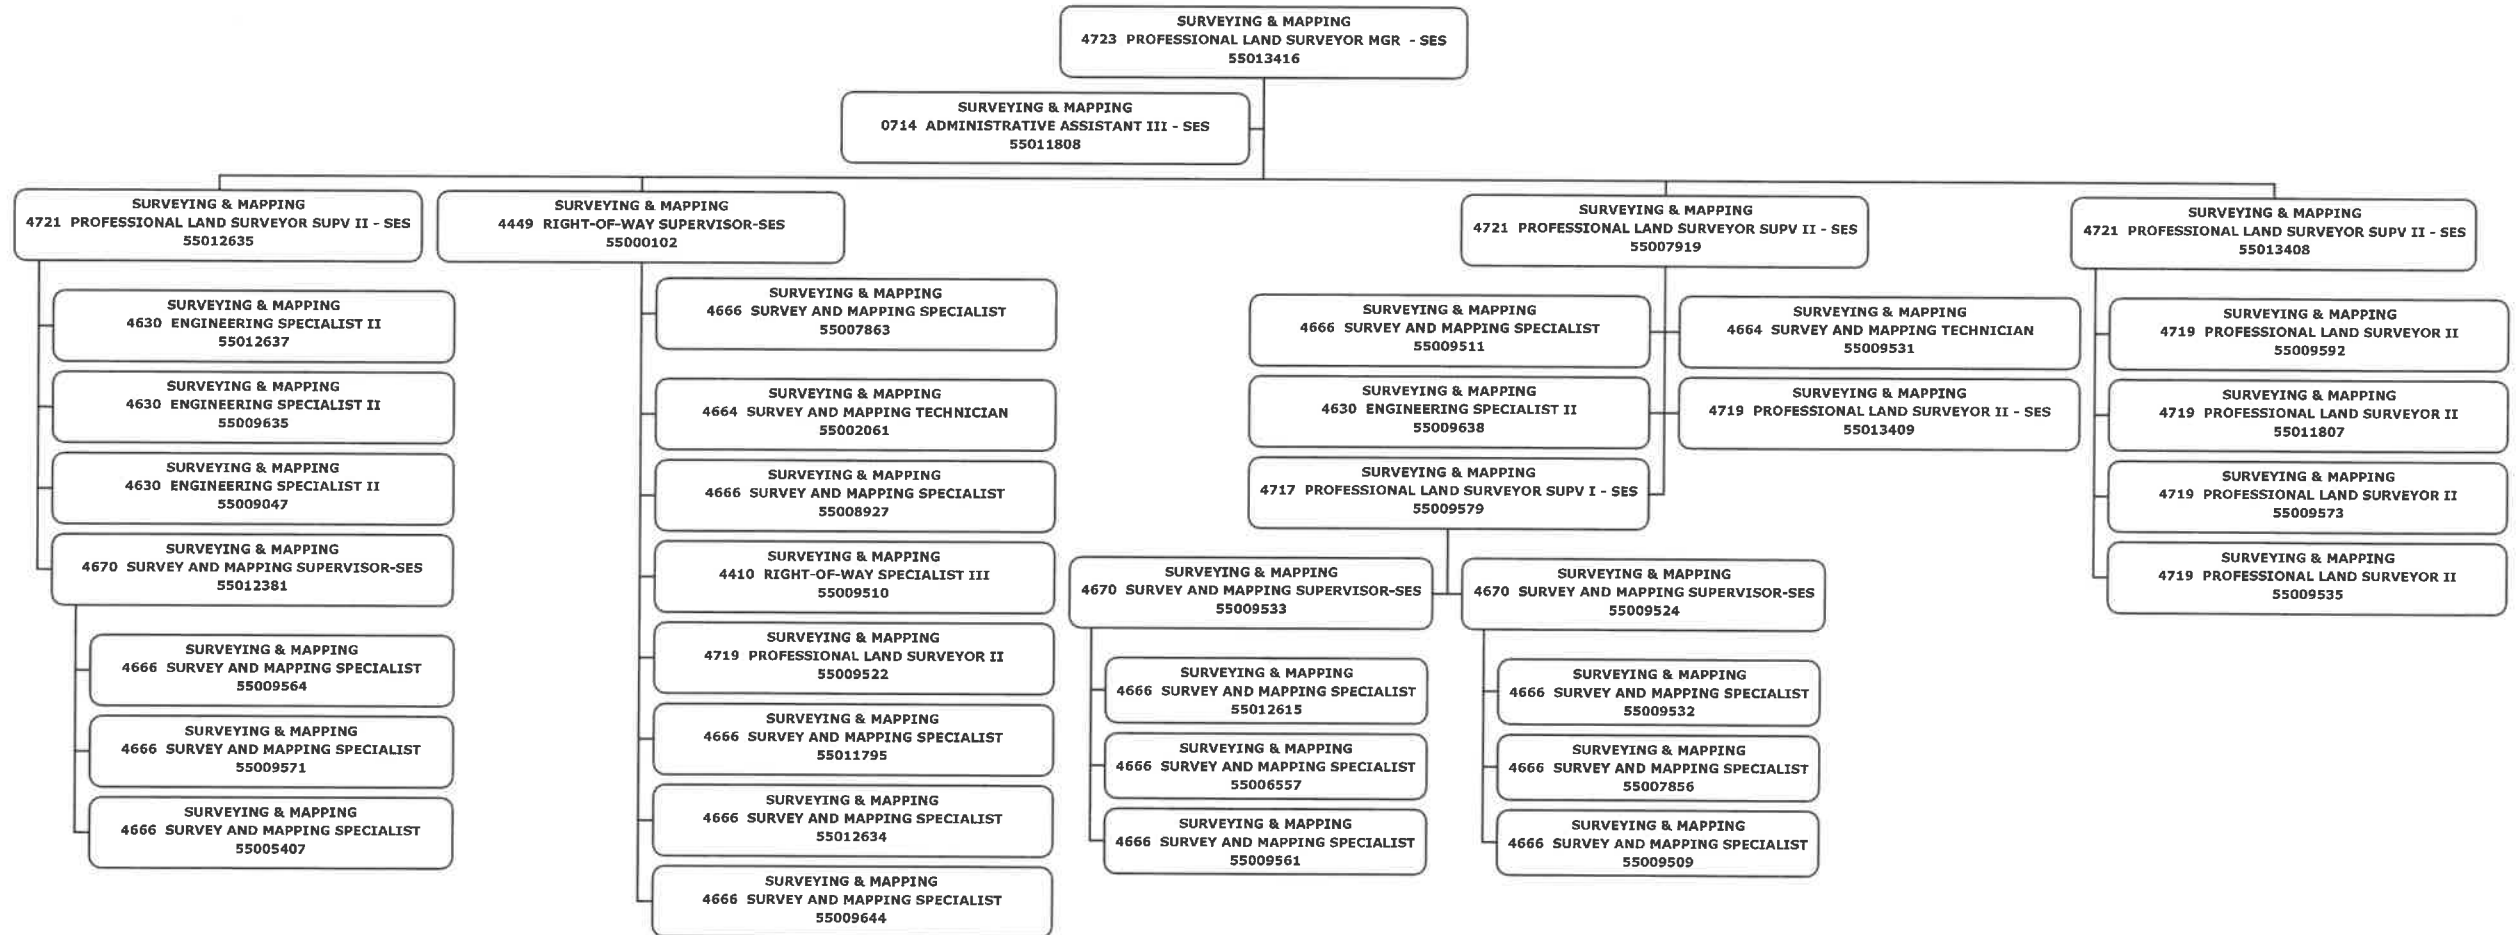 SURVEYING & MAPPING
4723 PROFESSIONAL LAND SURVEYOR MGR - SES
55013416
SURVEYING & MAPPING
0714 ADMINISTRATIVE ASSISTANT III - SES
55011808
SURVEYING & MAPPING
4721 PROFESSIONAL LAND SURVEYOR SUPV II - SES
55012635
SURVEYING & MAPPING
4630 ENGINEERING SPECIALIST II
55012637
SURVEYING & MAPPING
4630 ENGINEERING SPECIALIST II
55009635
SURVEYING & MAPPING
4630 ENGINEERING SPECIALIST II
55009047
SURVEYING & MAPPING
4670 SURVEY AND MAPPING SUPERVISOR-SES
55012381
SURVEYING & MAPPING
4666 SURVEY AND MAPPING SPECIALIST
55009564
SURVEYING & MAPPING
4666 SURVEY AND MAPPING SPECIALIST
55009571
SURVEYING & MAPPING
4666 SURVEY AND MAPPING SPECIALIST
55005407
SURVEYING & MAPPING
4449 RIGHT-OF-WAY SUPERVISOR-SES
55000102
SURVEYING & MAPPING
4666 SURVEY AND MAPPING SPECIALIST
55007863
SURVEYING & MAPPING
4664 SURVEY AND MAPPING TECHNICIAN
55002061
SURVEYING & MAPPING
4666 SURVEY AND MAPPING SPECIALIST
55008927
SURVEYING & MAPPING
4410 RIGHT-OF-WAY SPECIALIST III
55009510
SURVEYING & MAPPING
4719 PROFESSIONAL LAND SURVEYOR II
55009522
SURVEYING & MAPPING
4666 SURVEY AND MAPPING SPECIALIST
55011795
SURVEYING & MAPPING
4666 SURVEY AND MAPPING SPECIALIST
55012634
SURVEYING & MAPPING
4666 SURVEY AND MAPPING SPECIALIST
55009644
SURVEYING & MAPPING
4721 PROFESSIONAL LAND SURVEYOR SUPV II - SES
55007919
SURVEYING & MAPPING
4666 SURVEY AND MAPPING SPECIALIST
55009511
SURVEYING & MAPPING
4664 SURVEY AND MAPPING TECHNICIAN
55009531
SURVEYING & MAPPING
4630 ENGINEERING SPECIALIST II
55009638
SURVEYING & MAPPING
4719 PROFESSIONAL LAND SURVEYOR II - SES
55013409
SURVEYING & MAPPING
4717 PROFESSIONAL LAND SURVEYOR SUPV I - SES
55009579
SURVEYING & MAPPING
4670 SURVEY AND MAPPING SUPERVISOR-SES
55009533
SURVEYING & MAPPING
4666 SURVEY AND MAPPING SPECIALIST
55012615
SURVEYING & MAPPING
4666 SURVEY AND MAPPING SPECIALIST
55006557
SURVEYING & MAPPING
4666 SURVEY AND MAPPING SPECIALIST
55009561
SURVEYING & MAPPING
4670 SURVEY AND MAPPING SUPERVISOR-SES
55009524
SURVEYING & MAPPING
4666 SURVEY AND MAPPING SPECIALIST
55009532
SURVEYING & MAPPING
4666 SURVEY AND MAPPING SPECIALIST
55007856
SURVEYING & MAPPING
4666 SURVEY AND MAPPING SPECIALIST
55009509
SURVEYING & MAPPING
4721 PROFESSIONAL LAND SURVEYOR SUPV II - SES
55013408
SURVEYING & MAPPING
4719 PROFESSIONAL LAND SURVEYOR II
55009592
SURVEYING & MAPPING
4719 PROFESSIONAL LAND SURVEYOR II
55011807
SURVEYING & MAPPING
4719 PROFESSIONAL LAND SURVEYOR II
55009573
SURVEYING & MAPPING
4719 PROFESSIONAL LAND SURVEYOR II
55009535